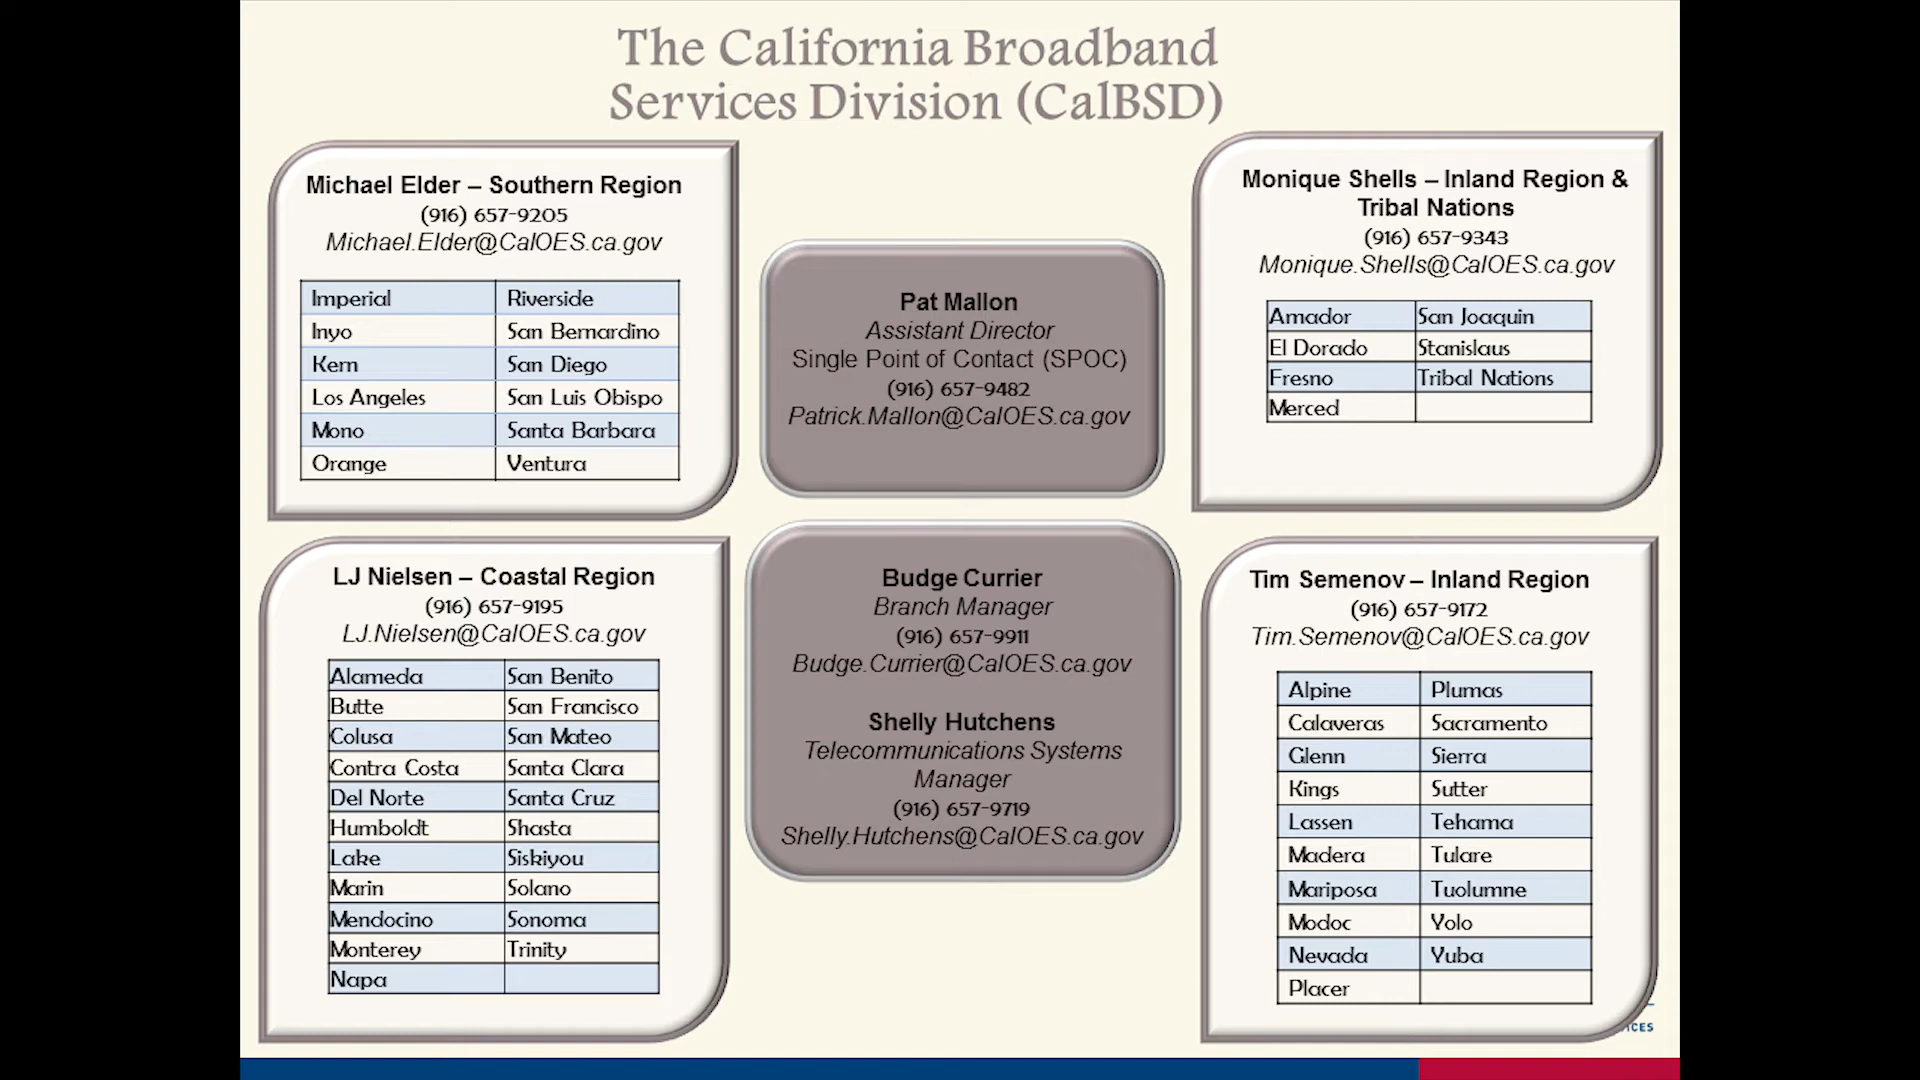 The California Broadband
Services Division (CalBSD)
Michael Elder – Southern Region
(916) 657-9205
Michael.Elder@CalOES.ca.gov
Imperial Riverside
Inyo San Bernardino
Kern San Diego
Los Angeles San Luis Obispo
Mono Santa Barbara
Orange Ventura
Pat Mallon
Assistant Director
Single Point of Contact (SPOC)
(916) 657-9482
Patrick.Mallon@CalOES.ca.gov
Monique Shells – Inland Region &
Tribal Nations
(916) 657-9343
Monique.Shells@CalOES.ca.gov
Amador San Joaquin
El Dorado Stanislaus
Fresno Tribal Nations
Merced
LJ Nielsen – Coastal Region
(916) 657-9195
LJ.Nielsen@CalOES.ca.gov
Alameda San Benito
Butte San Francisco
Colusa San Mateo
Contra Costa Santa Clara
Del Norte Santa Cruz
Humboldt Shasta
Lake Siskiyou
Marin Solano
Mendocino Sonoma
Monterey Trinity
Napa
Budge Currier
Branch Manager
(916) 657-9911
Budge.Currier@CalOES.ca.gov
Shelly Hutchens
Telecommunications Systems
Manager
(916) 657-9719
Shelly.Hutchens@CalOES.ca.gov
Tim Semenov – Inland Region
(916) 657-9172
Tim.Semenov@CalOES.ca.gov
Alpine Plumas
Calaveras Sacramento
Glenn Sierra
Kings Sutter
Lassen Tehama
Madera Tulare
Mariposa Tuolumne
Modoc Yolo
Nevada Yuba
Placer